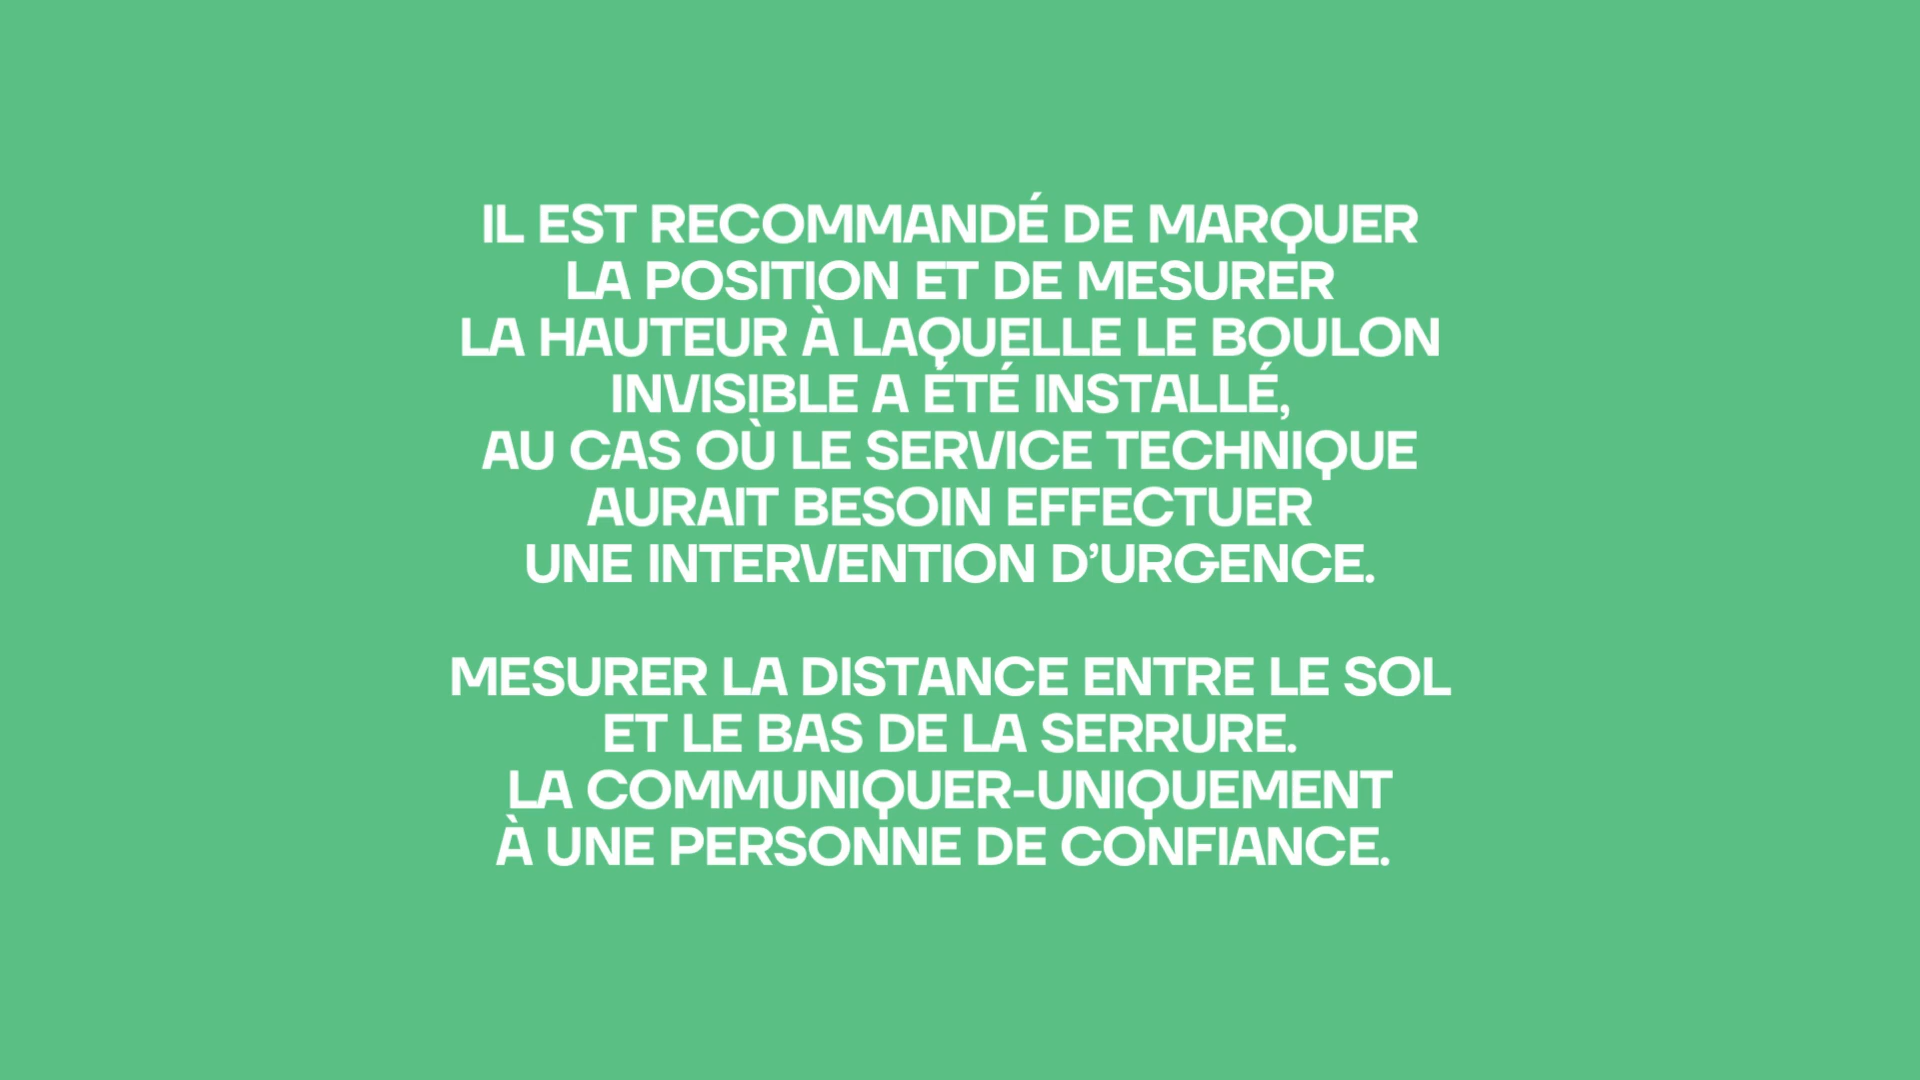 IL EST RECOMMANDÉ DE MARQUER
LA POSITION ET DE MESURER
LA HAUTEUR À LAQUELLE LE BOULON
INVISIBLE A ÉTÉ INSTALLÉ,
AU CAS OÙ LE SERVICE TECHNIQUE
AURAIT BESOIN EFFECTUER
UNE INTERVENTION D’URGENCE.
MESURER LA DISTANCE ENTRE LE SOL
ET LE BAS DE LA SERRURE.
LA COMMUNIQUER-UNIQUEMENT
À UNE PERSONNE DE CONFIANCE.